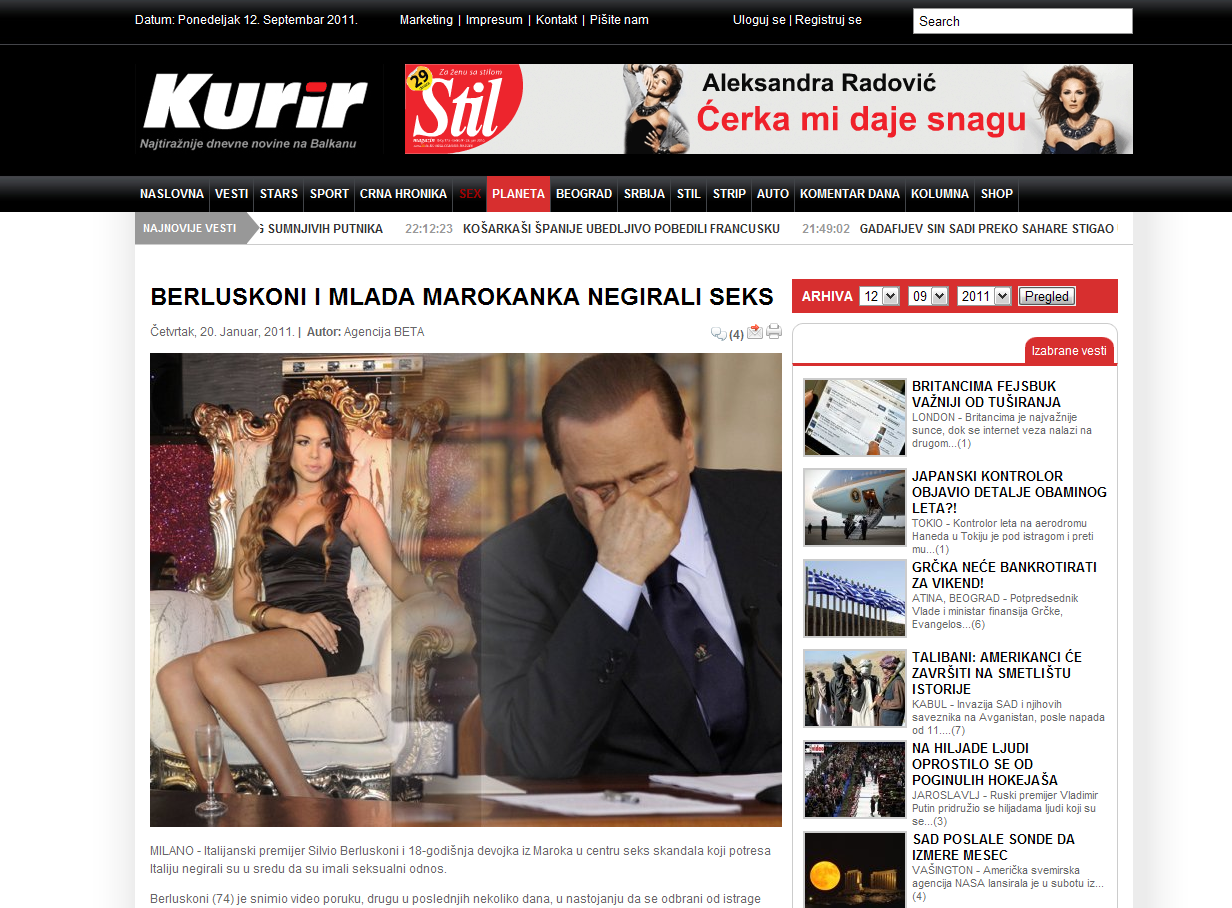 Datum: Ponedeljak 12. Septembar 2011.
Marketing | Impresum | Kontakt | Pišite nam
Uloguj se | Registruj se
Search
Kurir
Najtiražnije dnevne novine na Balkanu
29
Za ženu sa stilom
Stil
magazin
Aleksandra Radović
Ćerka mi daje snagu
NASLOVNA VESTI STARS SPORT CRNA HRONIKA SEX PLANETA BEOGRAD SRBIJA STIL STRIP AUTO KOMENTAR DANA KOLUMNA SHOP
NAJNOVIJE VESTI
G SUMNJIVIH PUTNIKA 22:12:23 KOŠARKAŠI ŠPANIJE UBEDLJIVO POBEDILI FRANCUSKU 21:49:02 GADAFIJEV SIN SADI PREKO SAHARE STIGAO
BERLUSKONI I MLADA MAROKANKA NEGIRALI SEKS
Četvrtak, 20. Januar, 2011. | Autor: Agencija BETA
(4)
MILANO - Italijanski premijer Silvio Berluskoni i 18-godišnja devojka iz Maroka u centru seks skandala koji potresa
Italiju negirali su u sredu da su imali seksualni odnos.
Berluskoni (74) je snimio video poruku, drugu u poslednjih nekoliko dana, u nastojanju da se odbrani od istrage
ARHIVA 12 09 2011 Pregled
Izabrane vesti
BRITANCIMA FEJSBUK
VAŽNIJI OD TUŠIRANJA
LONDON - Britancima je najvažnije
sunce, dok se internet veza nalazi na
drugom...(1)
JAPANSKI KONTROLOR
OBJAVIO DETALJE OBAMINOG
LETA?!
TOKIO - Kontrolor leta na aerodromu
Haneda u Tokiju je pod istragom i preti
mu...(1)
GRČKA NEĆE BANKROTIRATI
ZA VIKEND!
ATINA, BEOGRAD - Potpredsednik
Vlade i ministar finansija Grčke,
Evangelos...(6)
TALIBANI: AMERIKANCI ĆE
ZAVRŠITI NA SMETLIŠTU
ISTORIJE
KABUL - Invazija SAD i njihovih
saveznika na Avganistan, posle napada
od 11....(7)
video
NA HILJADE LJUDI
OPROSTILO SE OD
POGINULIH HOKEJAŠA
JAROSLAVLJ - Ruski premijer Vladimir
Putin pridružio se hiljadama ljudi koji su
se...(3)
SAD POSLALE SONDE DA
IZMERE MESEC
VAŠINGTON - Američka svemirska
agencija NASA lansirala je u subotu iz...
(4)